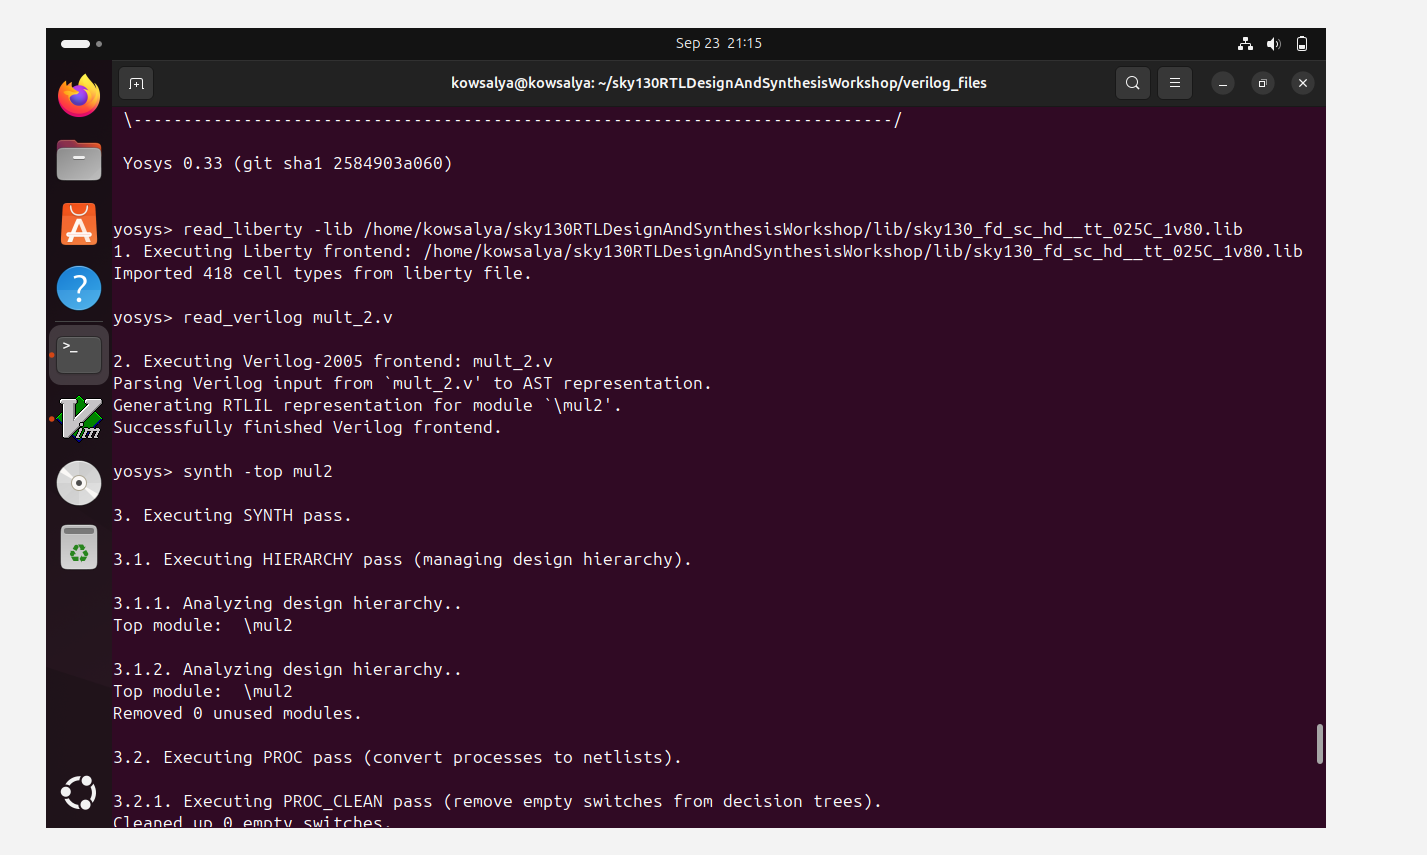 Sep 23 21:15
kowsalya@kowsalya: ~/sky130RTLDesignAndSynthesisWorkshop/verilog_files
\----------------------------------------------------------------------------/
Yosys 0.33 (git sha1 2584903a060)
yosys> read_liberty -lib /home/kowsalya/sky130RTLDesignAndSynthesisWorkshop/lib/sky130_fd_sc_hd__tt_025C_1v80.lib
1. Executing Liberty frontend: /home/kowsalya/sky130RTLDesignAndSynthesisWorkshop/lib/sky130_fd_sc_hd__tt_025C_1v80.lib
Imported 418 cell types from liberty file.
yosys> read_verilog mult_2.v
2. Executing Verilog-2005 frontend: mult_2.v
Parsing Verilog input from `mult_2.v' to AST representation.
Generating RTLIL representation for module `\mul2'.
Successfully finished Verilog frontend.
yosys> synth -top mul2
3. Executing SYNTH pass.
3.1. Executing HIERARCHY pass (managing design hierarchy).
3.1.1. Analyzing design hierarchy..
Top module:  \mul2
3.1.2. Analyzing design hierarchy..
Top module:  \mul2
Removed 0 unused modules.
3.2. Executing PROC pass (convert processes to netlists).
3.2.1. Executing PROC_CLEAN pass (remove empty switches from decision trees).
Cleaned up 0 empty switches.